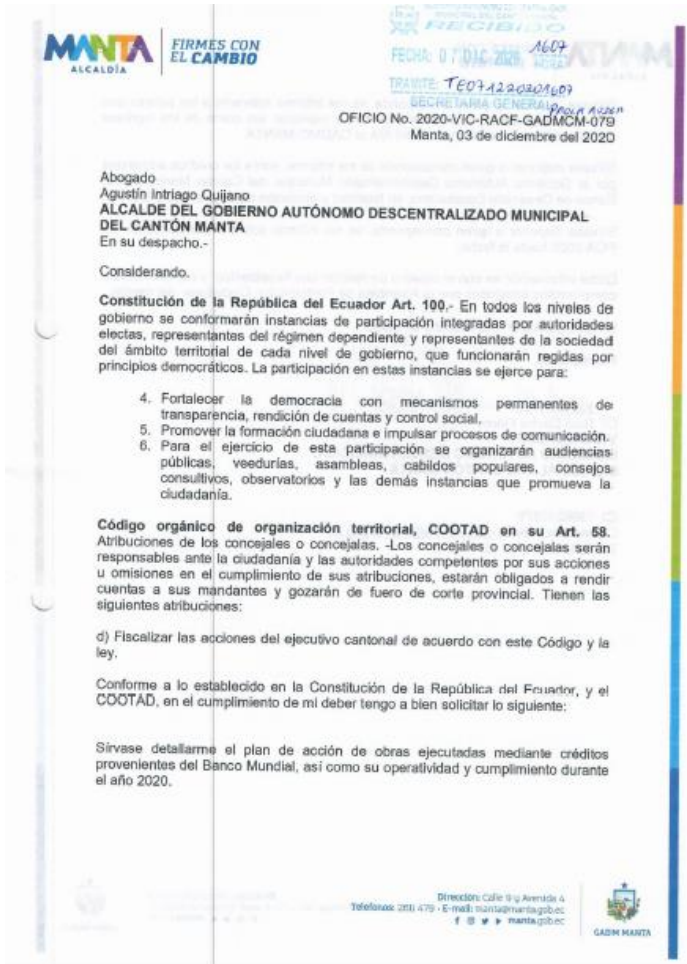 MANTA
ALCALDÍA
FIRMES CON
EL CAMBIO
RECIBIDO
FECHA: 07 DIC 2020 1607
TRAMITE: TE071220201607
SECRETARIA GENERAL
OFICIO No. 2020-VIC-RACF-GADMCM-079
Manta, 03 de diciembre del 2020
Abogado
Agustín Intriago Quijano
ALCALDE DEL GOBIERNO AUTÓNOMO DESCENTRALIZADO MUNICIPAL
DEL CANTÓN MANTA
En su despacho.-
Considerando.
Constitución de la República del Ecuador Art. 100.- En todos los niveles de
gobierno se conformarán instancias de participación integradas por autoridades
electas, representantes del régimen dependiente y representantes de la sociedad
del ámbito territorial de cada nivel de gobierno, que funcionarán regidas por
principios democráticos. La participación en estas instancias se ejerce para:
4. Fortalecer la democracia con mecanismos permanentes de
transparencia, rendición de cuentas y control social.
5. Promover la formación ciudadana e impulsar procesos de comunicación.
6. Para el ejercicio de esta participación se organizarán audiencias
públicas, veedurías, asambleas, cabildos populares, consejos
consultivos, observatorios y las demás instancias que promueva la
ciudadanía.
Código orgánico de organización territorial, COOTAD en su Art. 58.
Atribuciones de los concejales o concejalas. -Los concejales o concejalas serán
responsables ante la ciudadanía y las autoridades competentes por sus acciones
u omisiones en el cumplimiento de sus atribuciones, estarán obligados a rendir
cuentas a sus mandantes y gozarán de fuero de corte provincial. Tienen las
siguientes atribuciones:
d) Fiscalizar las acciones del ejecutivo cantonal de acuerdo con este Código y la
ley.
Conforme a lo establecido en la Constitución de la República del Ecuador, y el
COOTAD, en el cumplimiento de mi deber tengo a bien solicitar lo siguiente:
Sírvase detallarme el plan de acción de obras ejecutadas mediante créditos
provenientes del Banco Mundial, así como su operatividad y cumplimiento durante
el año 2020.
Dirección: Calle 9 y Avenida 4
Teléfonos: 2611 479 - E-mail: manta@manta.gob.ec
manta.gob.ec
GADM MANTA